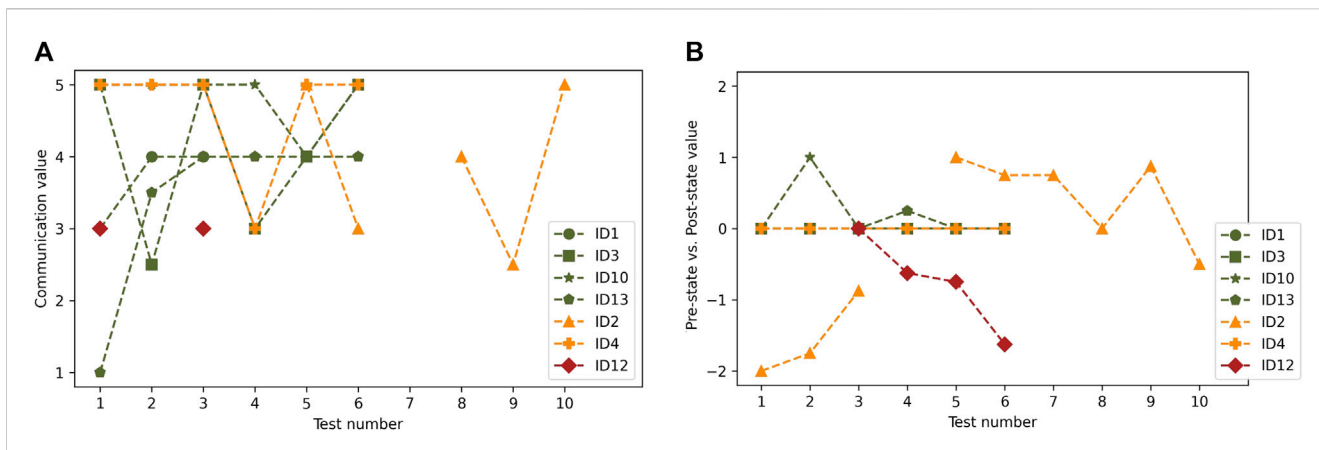 A
Communication value
5
4
3
2
1
1 2 3 4 5 6 7 8 9 10
Test number
ID1
ID3
ID10
ID13
ID2
ID4
ID12
B
Pre-state vs. Post-state value
2
1
0
−1
−2
1 2 3 4 5 6 7 8 9 10
Test number
ID1
ID3
ID10
ID13
ID2
ID4
ID12